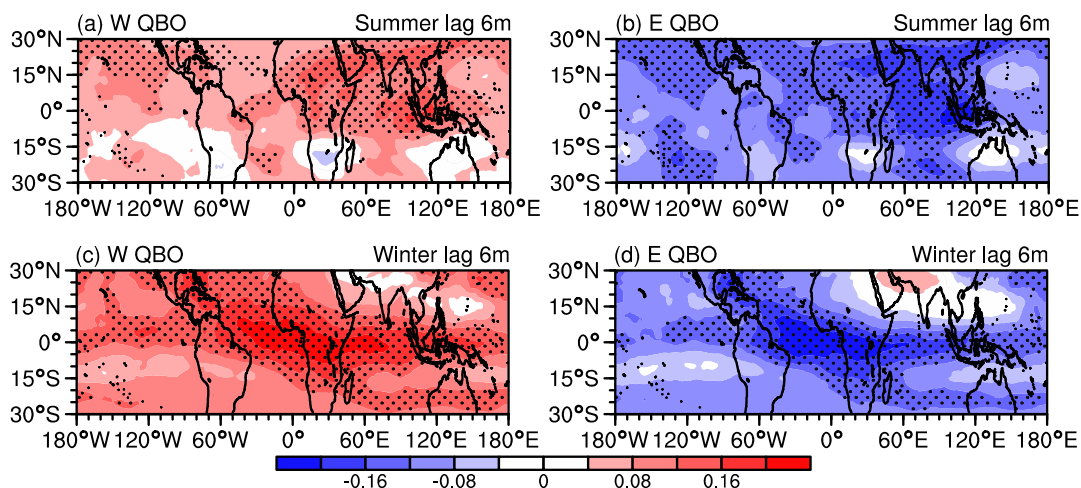 (a) W QBO Summer lag 6m (b) E QBO Summer lag 6m
30°N 30°N
15°N 15°N
0° 0°
15°S 15°S
30°S 30°S
180°W 120°W 60°W 0° 60°E 120°E 180°E 180°W 120°W 60°W 0° 60°E 120°E 180°E
(c) W QBO Winter lag 6m (d) E QBO Winter lag 6m
30°N 30°N
15°N 15°N
0° 0°
15°S 15°S
30°S 30°S
180°W 120°W 60°W 0° 60°E 120°E 180°E 180°W 120°W 60°W 0° 60°E 120°E 180°E
-0.16 -0.08 0 0.08 0.16